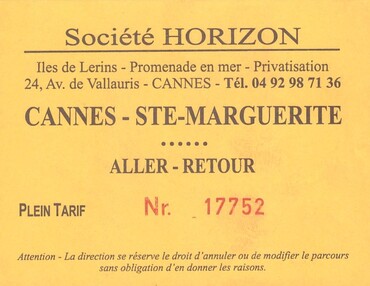 Société HORIZON
Iles de Lerins - Promenade en mer - Privatisation
24, Av. de Vallauris - CANNES - Tél. 04 92 98 71 36
CANNES - STE-MARGUERITE
......
ALLER - RETOUR
PLEIN TARIF Nr. 17752
Attention - La direction se réserve le droit d'annuler ou de modifier le parcours
sans obligation d'en donner les raisons.